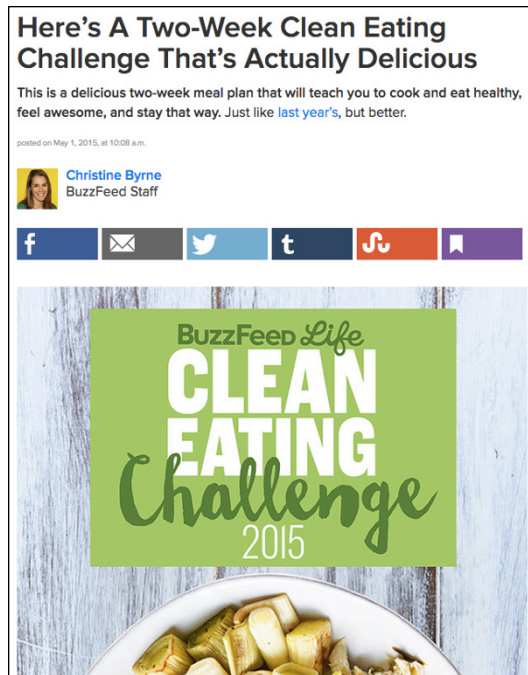 Here's A Two-Week Clean Eating
Challenge That's Actually Delicious
This is a delicious two-week meal plan that will teach you to cook and eat healthy,
feel awesome, and stay that way. Just like last year's, but better.
posted on May 1, 2015, at 10:08 a.m.
Christine Byrne
BuzzFeed Staff
f
t
BuzzFeed Life
CLEAN
EATING
Challenge
2015